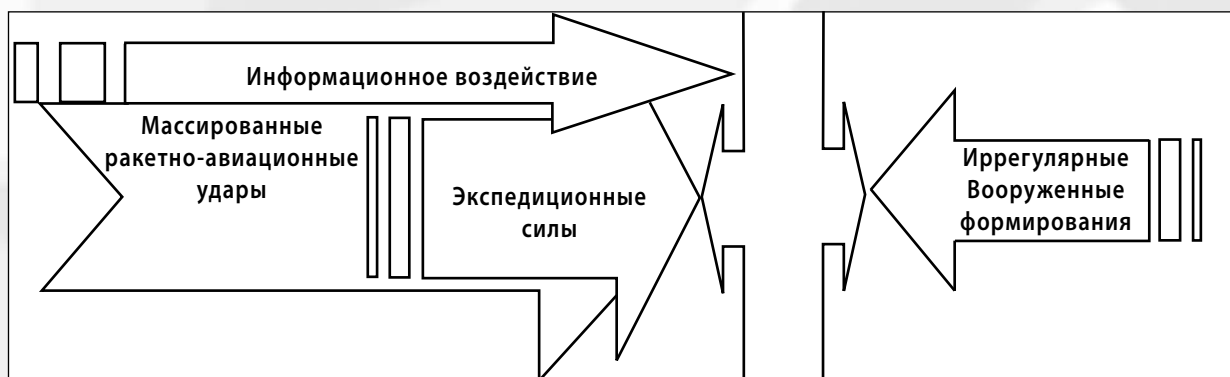 Информационное воздействие
Массированные
ракетно-авиационные
удары
Экспедиционные
силы
Иррегулярные
Вооруженные
формирования